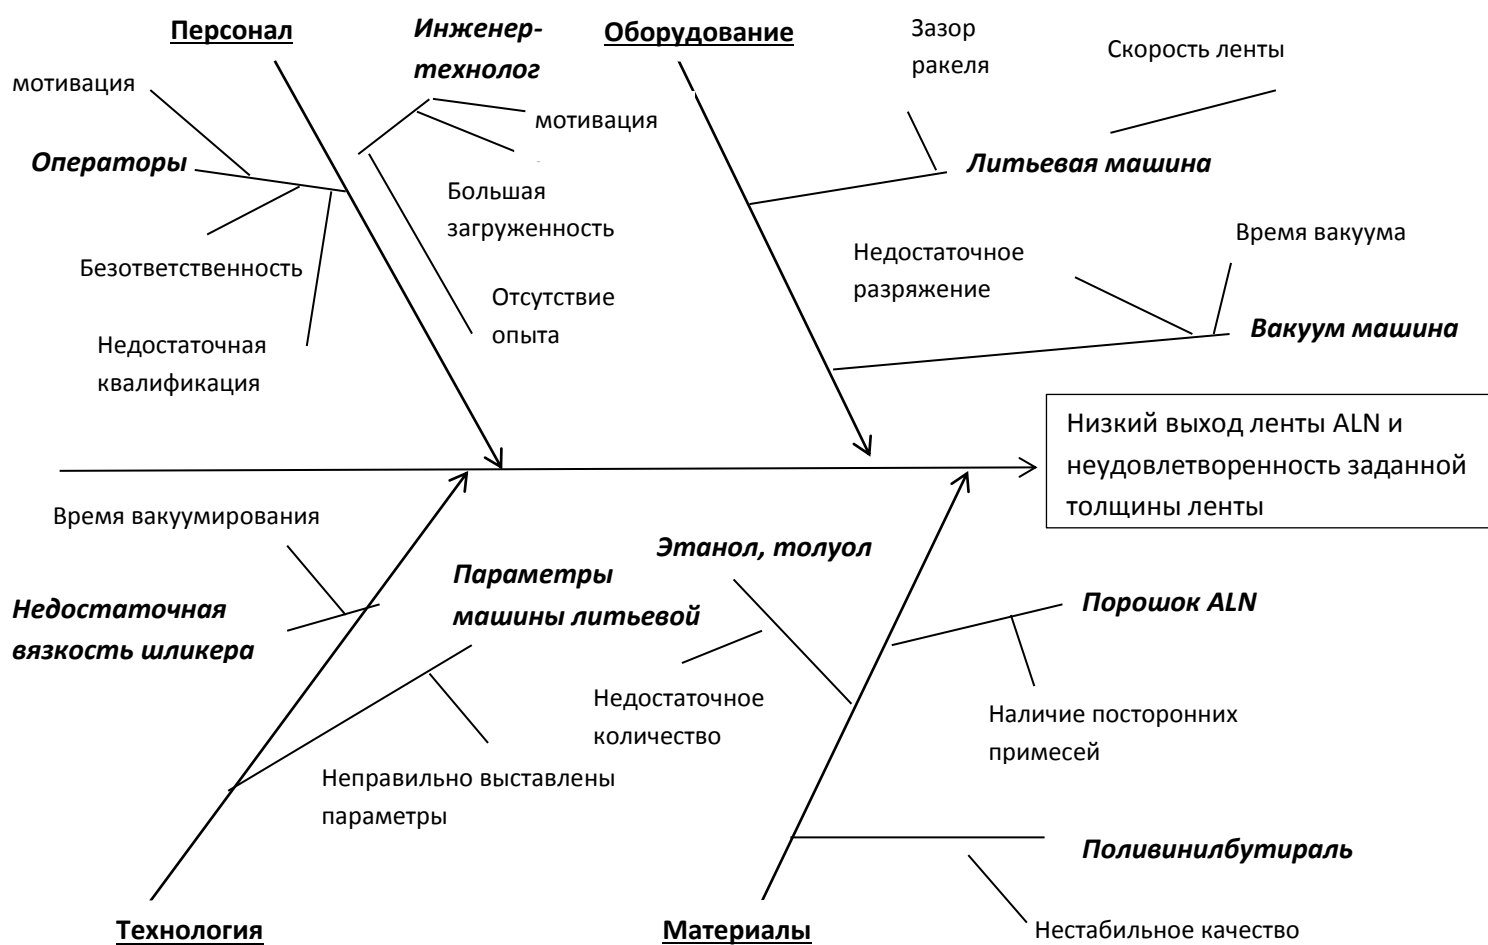 Персонал
Инженер-
технолог
Оборудование
Зазор
ракеля
Скорость ленты
мотивация
мотивация
Операторы
Литьевая машина
Большая
загруженность
Безответственность
Недостаточное
разряжение
Время вакуума
Отсутствие
опыта
Недостаточная
квалификация
Вакуум машина
Низкий выход ленты ALN и
неудовлетворенность заданной
толщины ленты
Время вакуумирования
Этанол, толуол
Параметры
машины литьевой
Недостаточная
вязкость шликера
Порошок ALN
Недостаточное
количество
Наличие посторонних
примесей
Неправильно выставлены
параметры
Поливинилбутираль
Технология
Материалы
Нестабильное качество